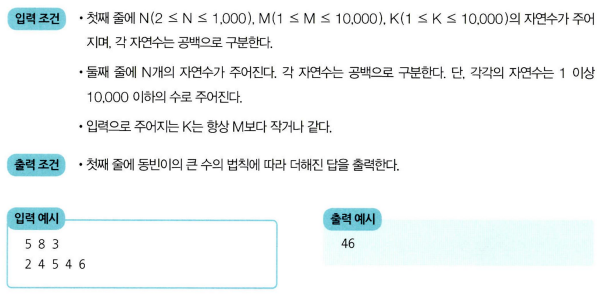 입력 조건
• 첫째 줄에 N(2 ≤ N ≤ 1,000), M(1 ≤ M ≤ 10,000), K(1 ≤ K ≤ 10,000)의 자연수가 주어
지며, 각 자연수는 공백으로 구분한다.
• 둘째 줄에 N개의 자연수가 주어진다. 각 자연수는 공백으로 구분한다. 단, 각각의 자연수는 1 이상
10,000 이하의 수로 주어진다.
• 입력으로 주어지는 K는 항상 M보다 작거나 같다.
출력 조건
• 첫째 줄에 동빈이의 큰 수의 법칙에 따라 더해진 답을 출력한다.
입력 예시
5 8 3
2 4 5 4 6
출력 예시
46